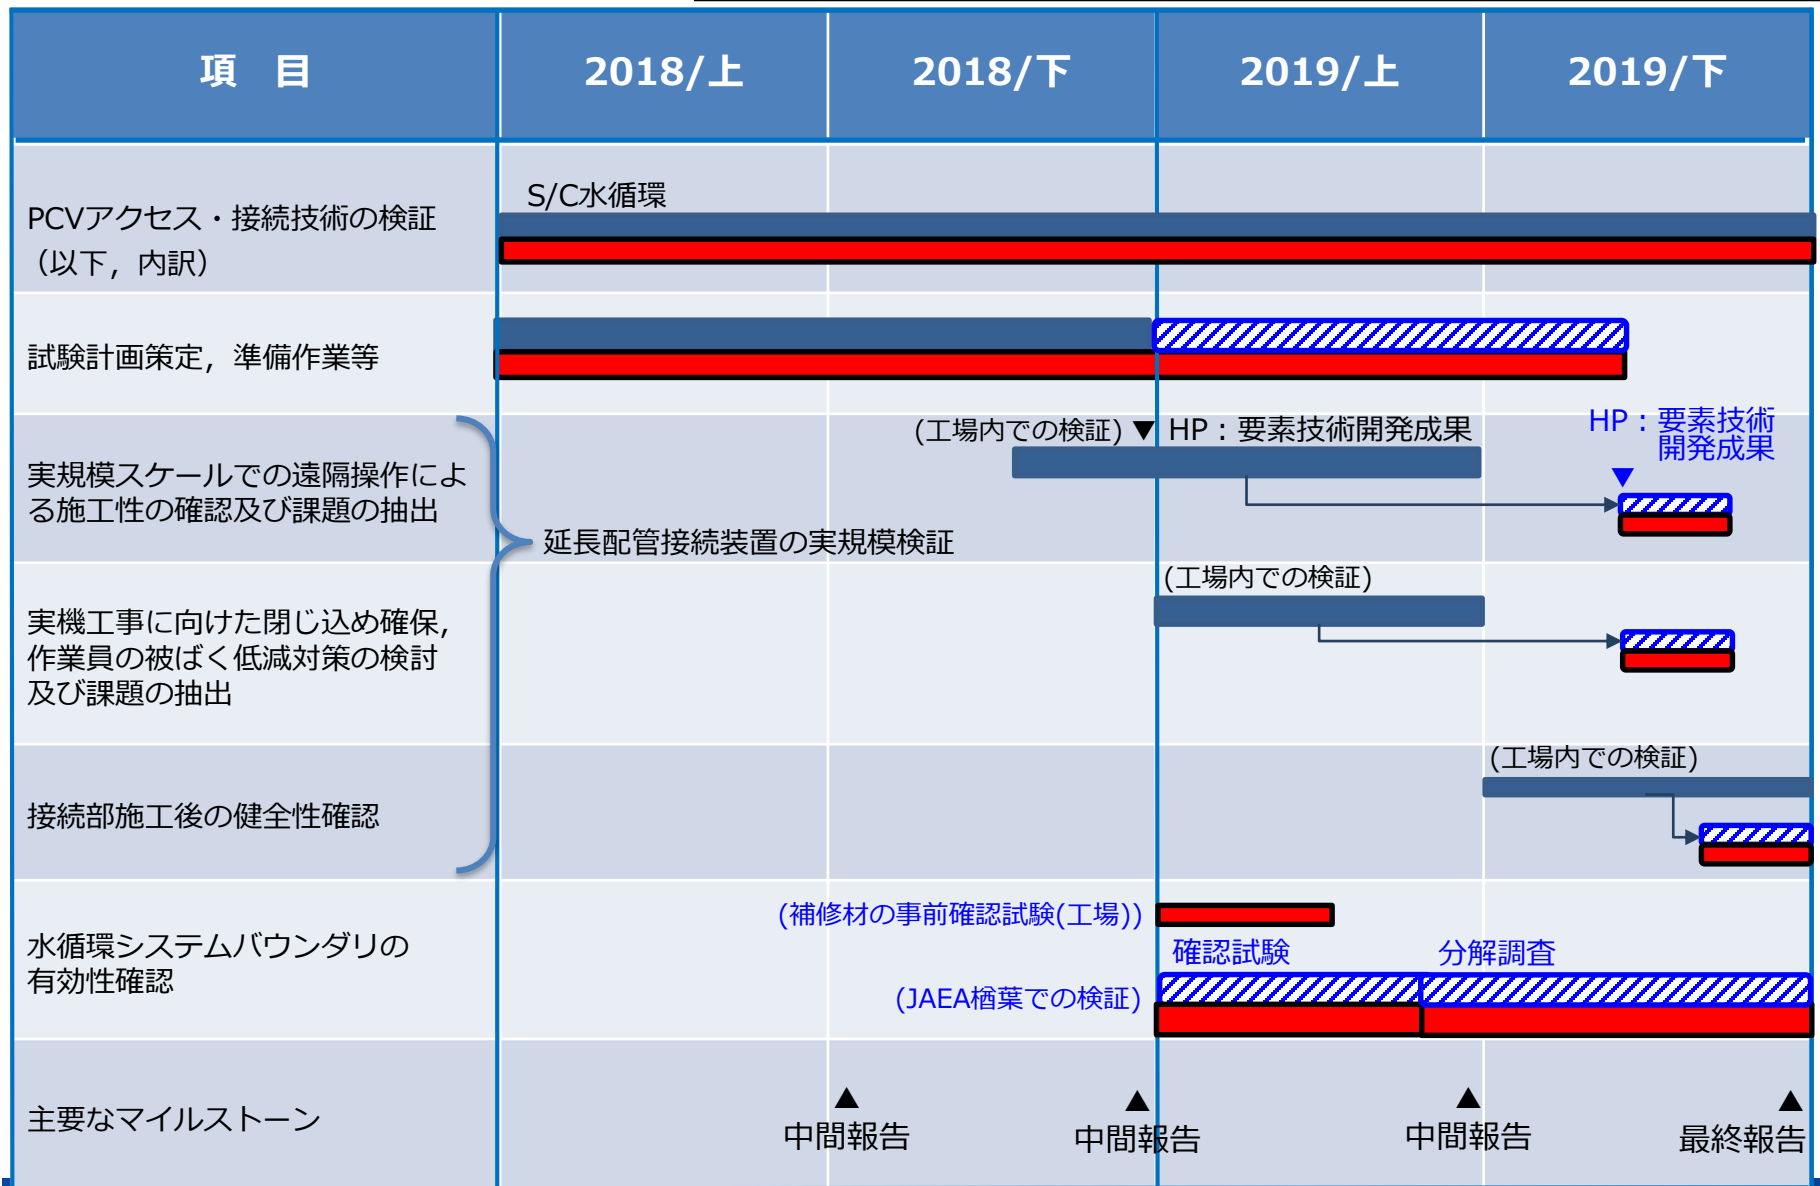 項　目
2018/上
2018/下
2019/上
2019/下
PCVアクセス・接続技術の検証
（以下，内訳）
S/C水循環
試験計画策定，準備作業等
実規模スケールでの遠隔操作によ
る施工性の確認及び課題の抽出
(工場内での検証) ▼ HP：要素技術開発成果
HP：要素技術
開発成果
▼
延長配管接続装置の実規模検証
実機工事に向けた閉じ込め確保，
作業員の被ばく低減対策の検討
及び課題の抽出
(工場内での検証)
接続部施工後の健全性確認
(工場内での検証)
水循環システムバウンダリの
有効性確認
(補修材の事前確認試験(工場))
確認試験
分解調査
(JAEA楢葉での検証)
主要なマイルストーン
▲
中間報告
▲
中間報告
▲
中間報告
▲
最終報告